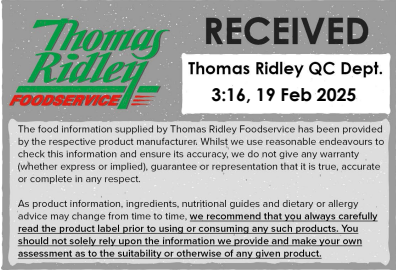 Thomas
Ridley
FOODSERVICE
RECEIVED
Thomas Ridley QC Dept.
3:16, 19 Feb 2025
The food information supplied by Thomas Ridley Foodservice has been provided
by the respective product manufacturer. Whilst we use reasonable endeavours to
check this information and ensure its accuracy, we do not give any warranty
(whether express or implied), guarantee or representation that it is true, accurate
or complete in any respect.
As product information, ingredients, nutritional guides and dietary or allergy
advice may change from time to time, we recommend that you always carefully
read the product label prior to using or consuming any such products. You
should not solely rely upon the information we provide and make your own
assessment as to the suitability or otherwise of any given product.